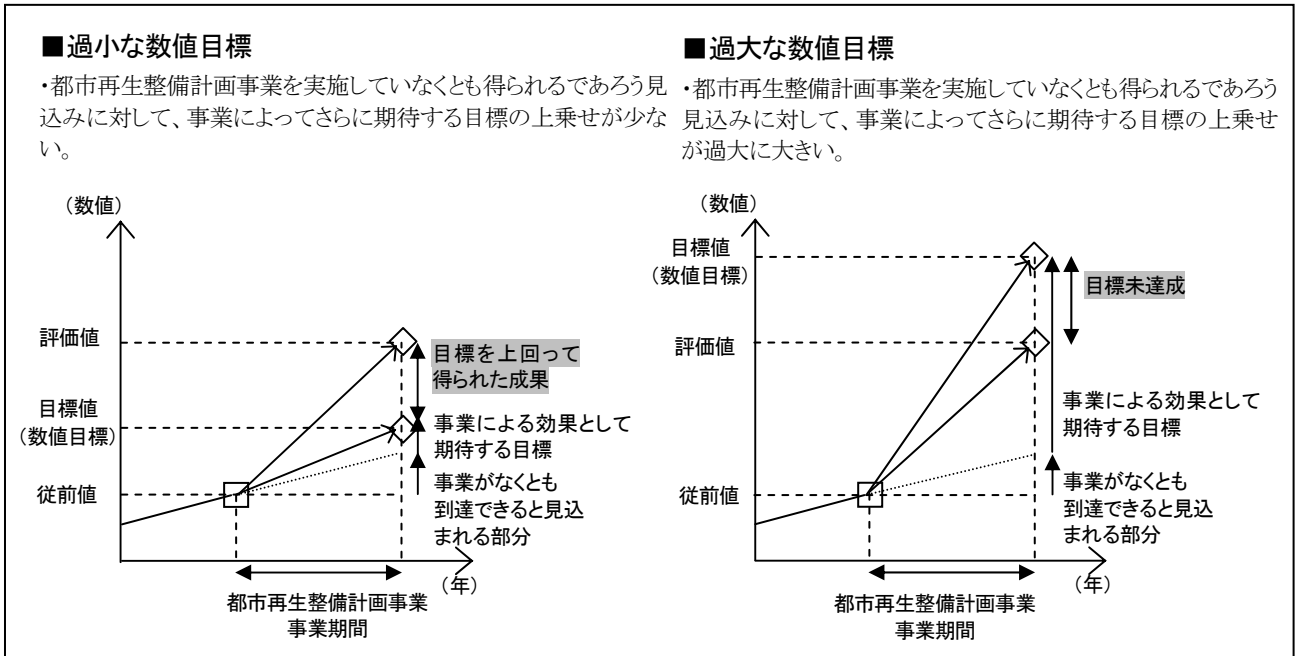 ■過小な数値目標
・都市再生整備計画事業を実施していなくとも得られるであろう見
込みに対して、事業によってさらに期待する目標の上乗せが少な
い。
(数値)
評価値
目標値
(数値目標)
従前値
目標を上回って
得られた成果
事業による効果として
期待する目標
事業がなくとも
到達できると見込
まれる部分
(年)
都市再生整備計画事業
事業期間
■過大な数値目標
・都市再生整備計画事業を実施していなくとも得られるであろう
見込みに対して、事業によってさらに期待する目標の上乗せ
が過大に大きい。
(数値)
目標値
(数値目標)
評価値
従前値
目標未達成
事業による効果として
期待する目標
事業がなくとも
到達できると見込
まれる部分
(年)
都市再生整備計画事業
事業期間